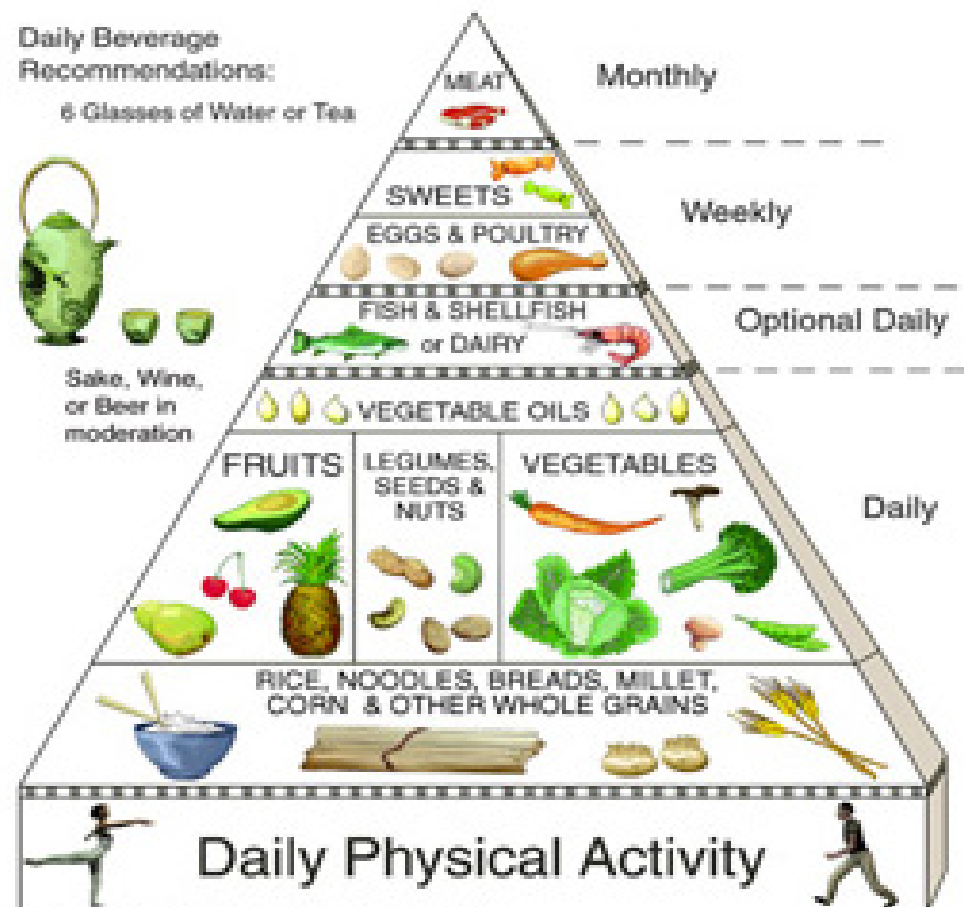 Daily Beverage
Recommendations:
6 Glasses of Water or Tea
Sake, Wine,
or Beer in
moderation
MEAT
Monthly
SWEETS
Weekly
EGGS & POULTRY
FISH & SHELLFISH
or DAIRY
Optional Daily
VEGETABLE OILS
FRUITS
LEGUMES,
SEEDS &
NUTS
VEGETABLES
Daily
RICE, NOODLES, BREADS, MILLET,
CORN & OTHER WHOLE GRAINS
Daily Physical Activity